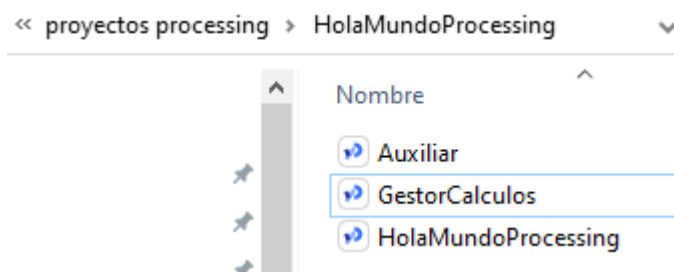 « proyectos processing > HolaMundoProcessing
Nombre
Auxiliar
GestorCalculos
HolaMundoProcessing